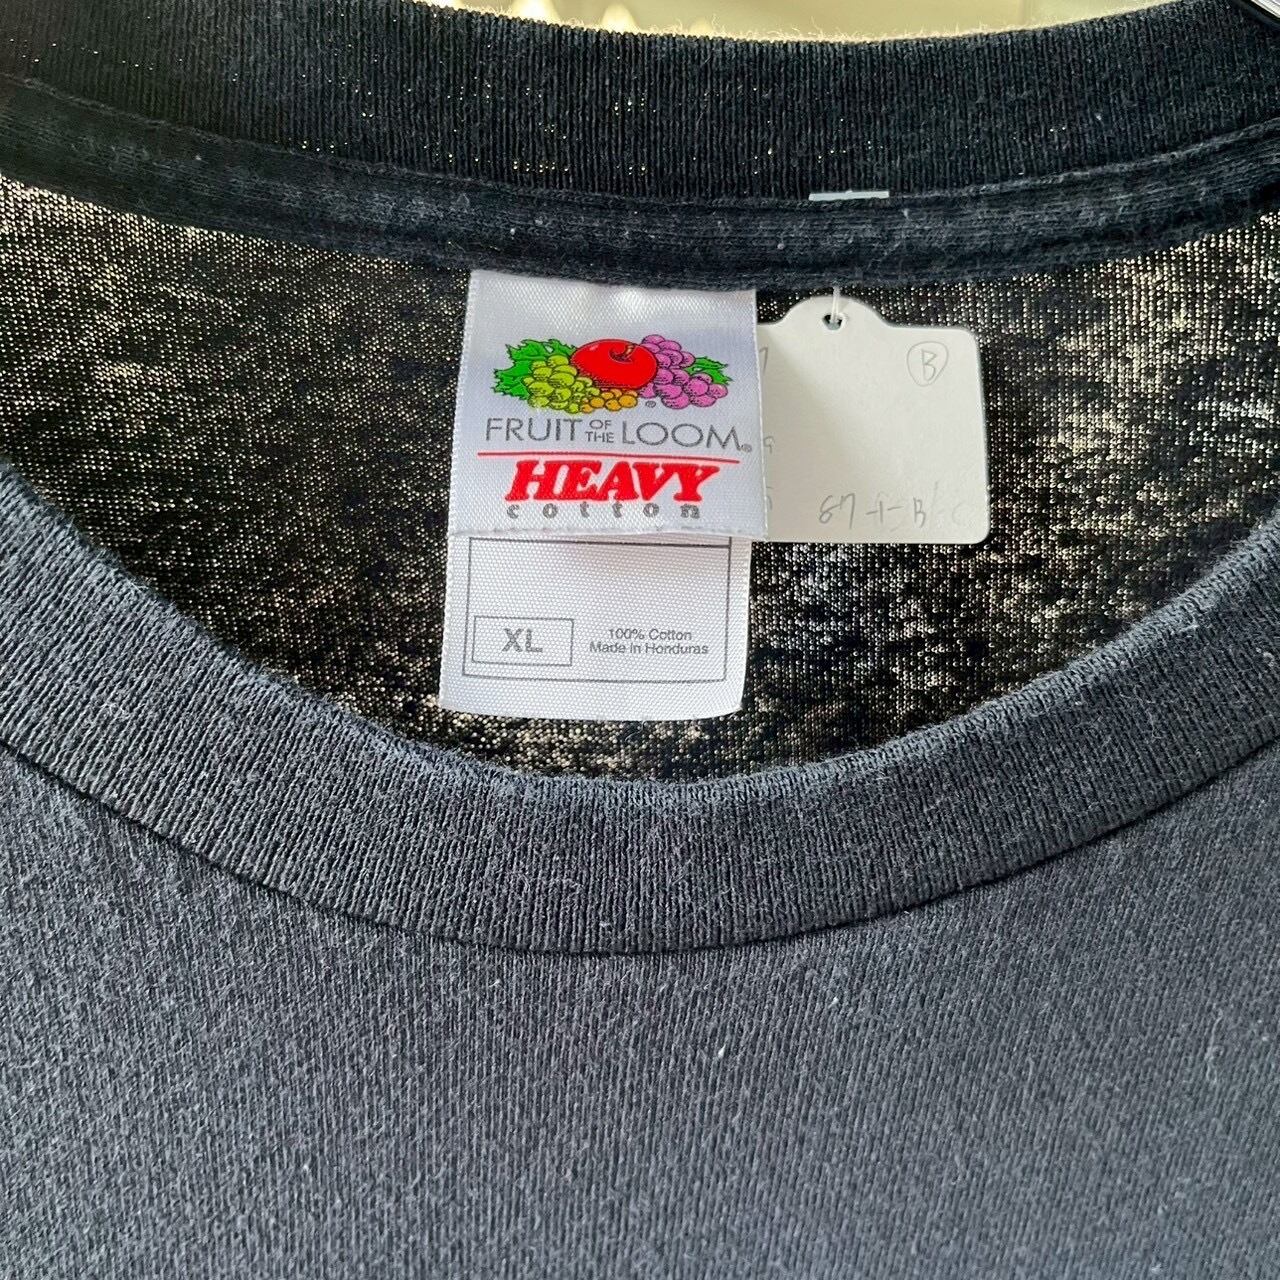 FRUIT OF THE LOOM®
HEAVY
cotton
XL
100% Cotton
Made in Honduras
B